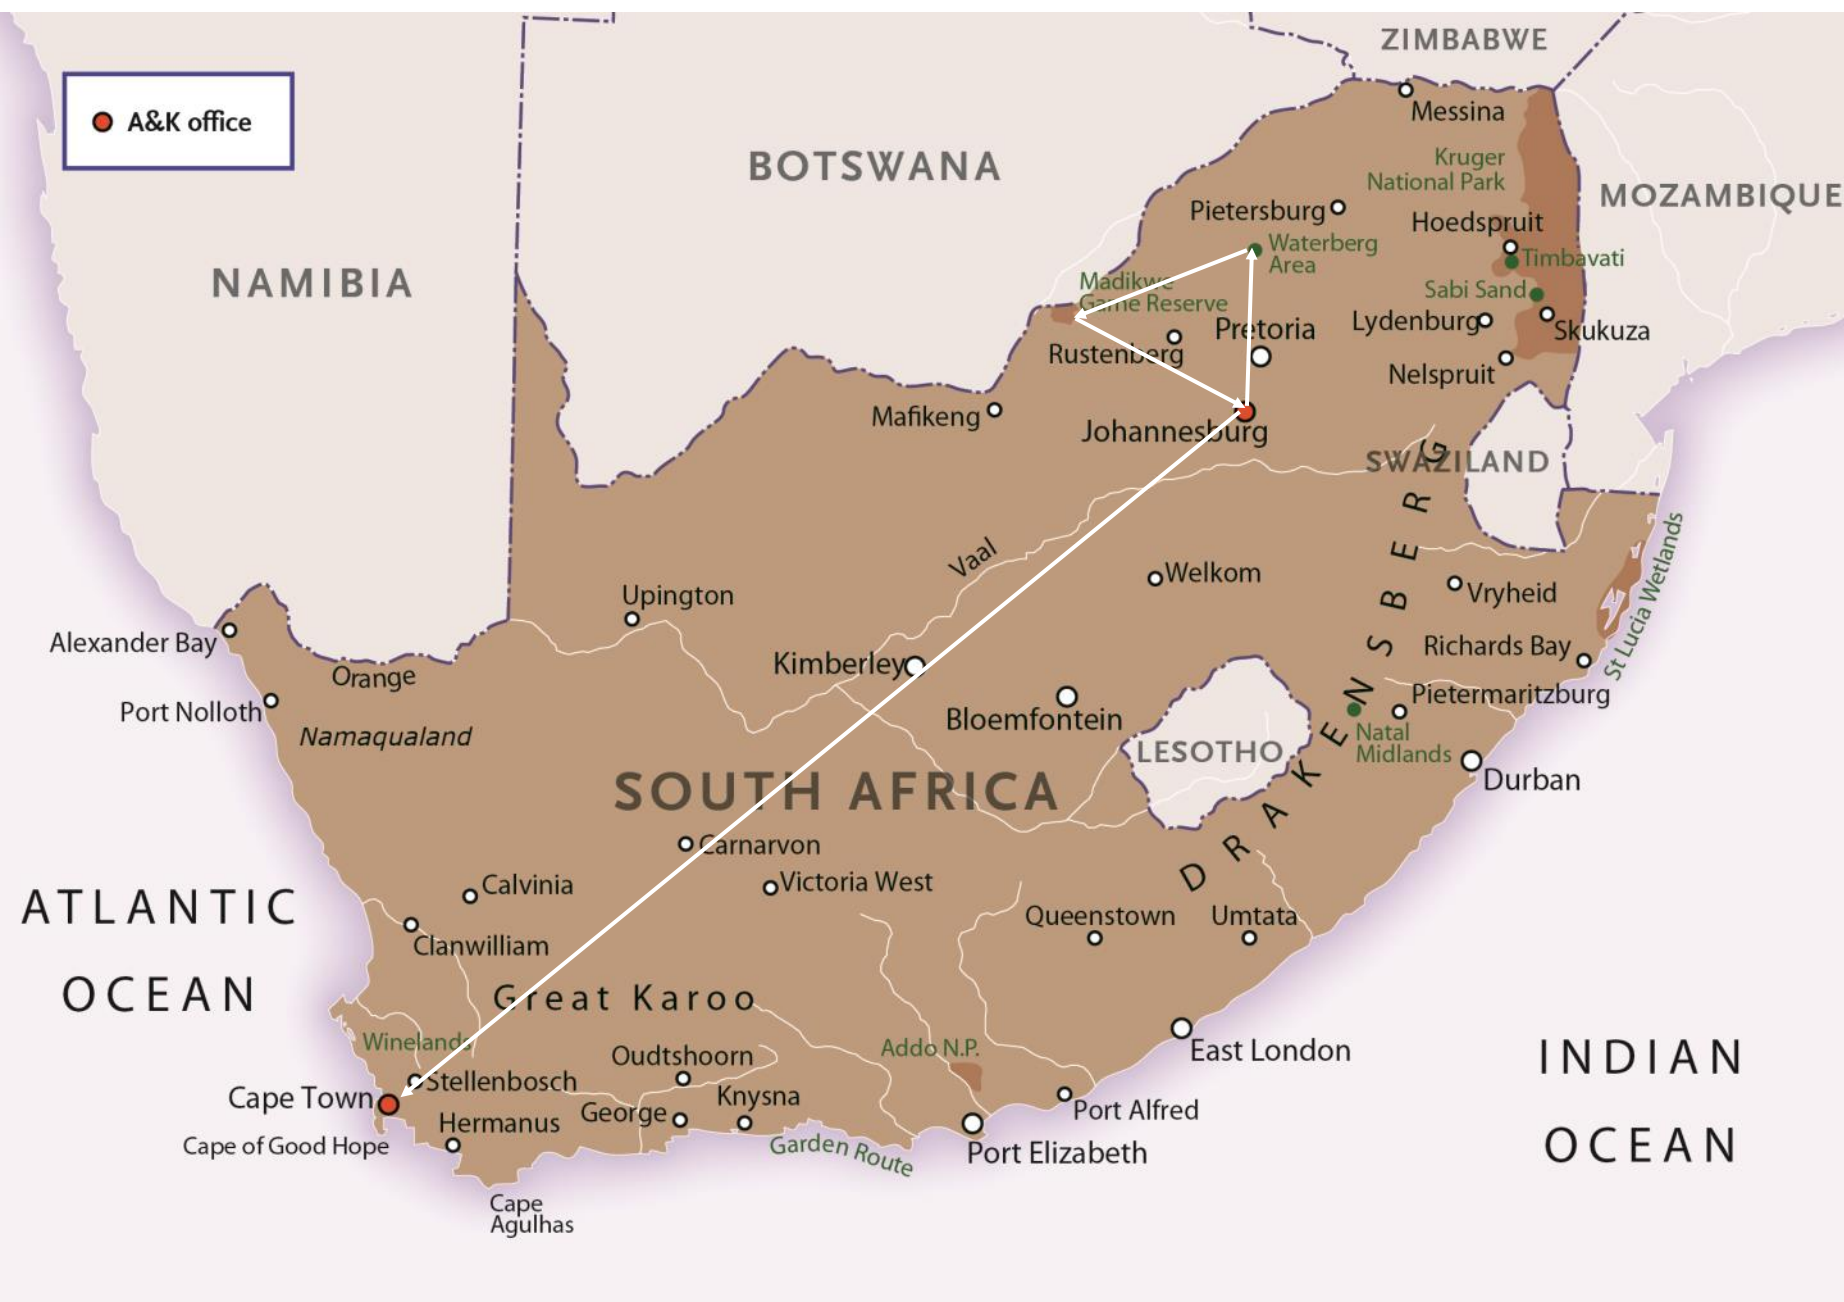 ZIMBABWE
A&K office
Messina
BOTSWANA
Kruger
National Park
MOZAMBIQUE
Pietersburg
Hoedspruit
Waterberg
Area
Timbavati
NAMIBIA
Madikwe
Game Reserve
Sabi Sand
Pretoria
Lydenburg
Skukuza
Rustenberg
Nelspruit
Mafikeng
Johannesburg
SWAZILAND
DRAKENSBERG
Vaal
Welkom
Vryheid
St Lucia Wetlands
Upington
Alexander Bay
Richards Bay
Kimberley
Orange
Pietermaritzburg
Port Nolloth
Namaqualand
Bloemfontein
Natal
Midlands
LESOTHO
Durban
SOUTH AFRICA
Carnarvon
Calvinia
Victoria West
ATLANTIC
OCEAN
Queenstown
Umtata
Clanwilliam
Great Karoo
Winelands
Oudtshoorn
Addo N.P.
East London
INDIAN
OCEAN
Stellenbosch
Cape Town
Knysna
George
Port Alfred
Hermanus
Cape of Good Hope
Garden Route
Port Elizabeth
Cape
Agulhas